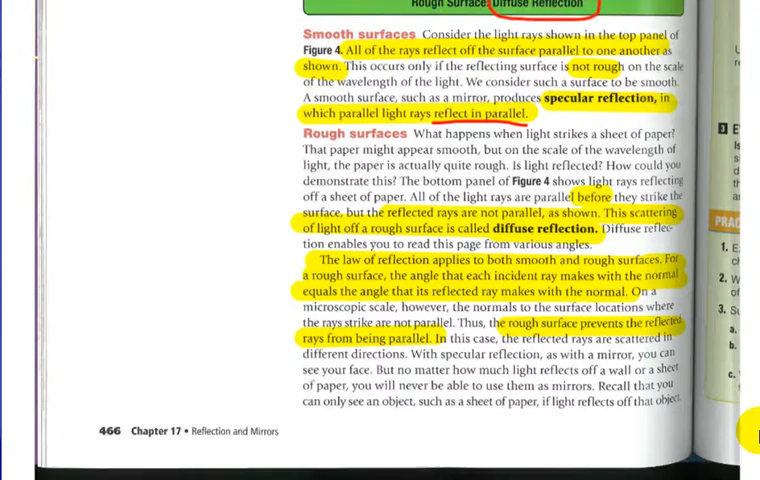 Rough Surface: Diffuse Reflection
Smooth surfaces Consider the light rays shown in the top panel of
Figure 4. All of the rays reflect off the surface parallel to one another as
shown. This occurs only if the reflecting surface is not rough on the scale
of the wavelength of the light. We consider such a surface to be smooth.
A smooth surface, such as a mirror, produces specular reflection, in
which parallel light rays reflect in parallel.
Rough surfaces What happens when light strikes a sheet of paper?
That paper might appear smooth, but on the scale of the wavelength of
light, the paper is actually quite rough. Is light reflected? How could you
demonstrate this? The bottom panel of Figure 4 shows light rays reflecting
off a sheet of paper. All of the light rays are parallel before they strike the
surface, but the reflected rays are not parallel, as shown. This scattering
of light off a rough surface is called diffuse reflection. Diffuse reflec-
tion enables you to read this page from various angles.
The law of reflection applies to both smooth and rough surfaces. For
a rough surface, the angle that each incident ray makes with the normal
equals the angle that its reflected ray makes with the normal. On a
microscopic scale, however, the normals to the surface locations where
the rays strike are not parallel. Thus, the rough surface prevents the reflected
rays from being parallel. In this case, the reflected rays are scattered in
different directions. With specular reflection, as with a mirror, you can
see your face. But no matter how much light reflects off a wall or a sheet
of paper, you will never be able to use them as mirrors. Recall that you
can only see an object, such as a sheet of paper, if light reflects off that object.
466 Chapter 17 • Reflection and Mirrors
3
PRAC
1.
2.
3.
a.
b.
c.